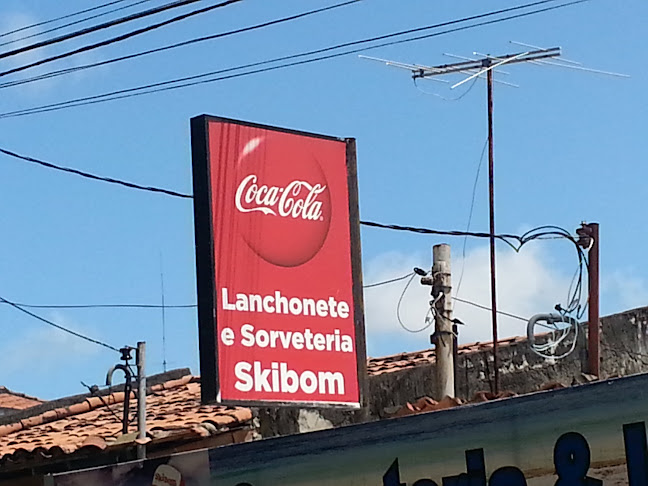 Coca-Cola
Lanchonete
e Sorveteria
Skibom